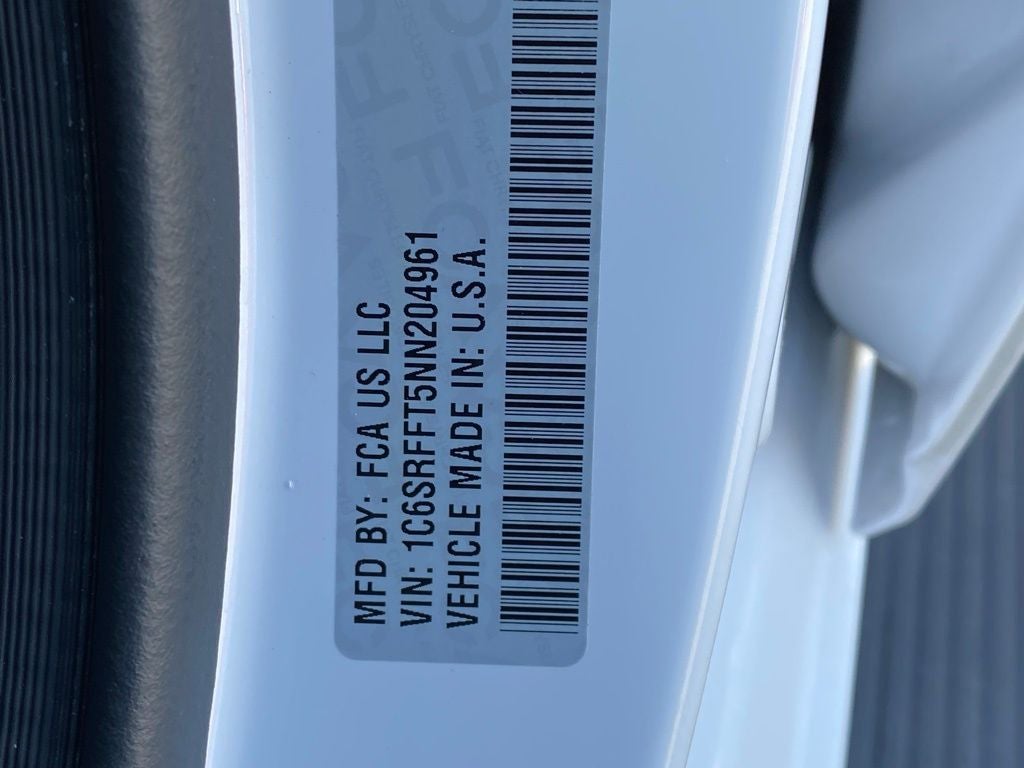 MFD BY: FCA US LLC
VIN: 1C6SRFFT5NN204961
VEHICLE MADE IN: U.S.A.